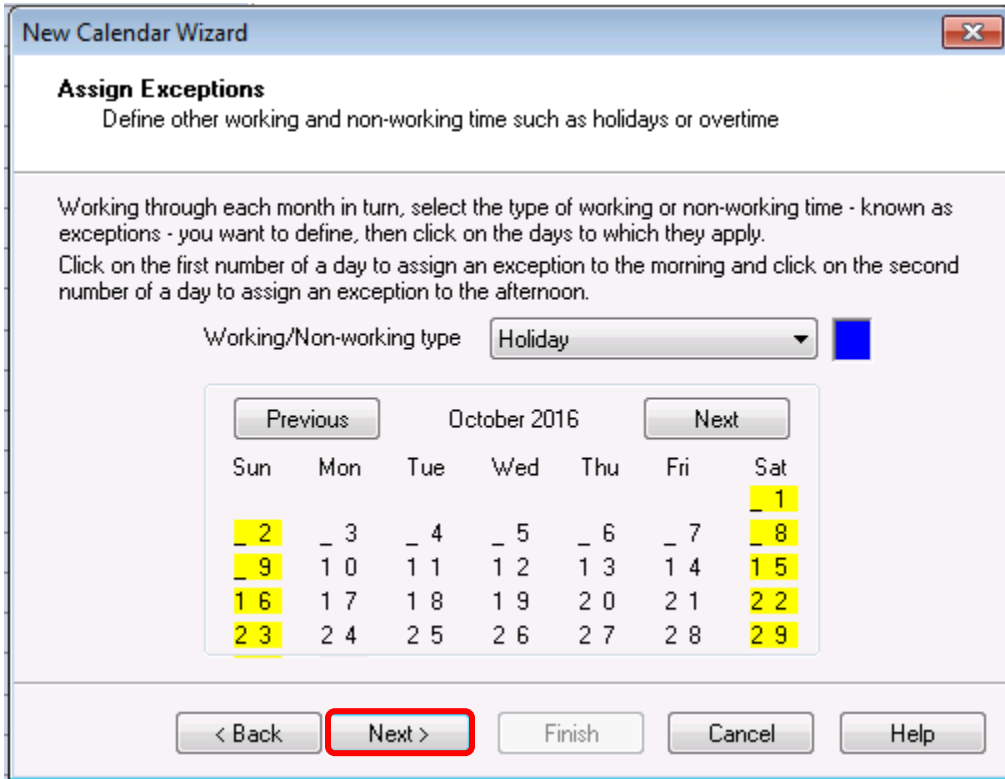 New Calendar Wizard
Assign Exceptions
Define other working and non-working time such as holidays or overtime
Working through each month in turn, select the type of working or non-working time - known as
exceptions - you want to define, then click on the days to which they apply.
Click on the first number of a day to assign an exception to the morning and click on the second
number of a day to assign an exception to the afternoon.
Working/Non-working type Holiday
Previous October 2016 Next
Sun Mon Tue Wed Thu Fri Sat
_ 1
_ 2 _ 3 _ 4 _ 5 _ 6 _ 7 _ 8
_ 9 1 0 1 1 1 2 1 3 1 4 1 5
1 6 1 7 1 8 1 9 2 0 2 1 2 2
2 3 2 4 2 5 2 6 2 7 2 8 2 9
< Back Next > Finish Cancel Help